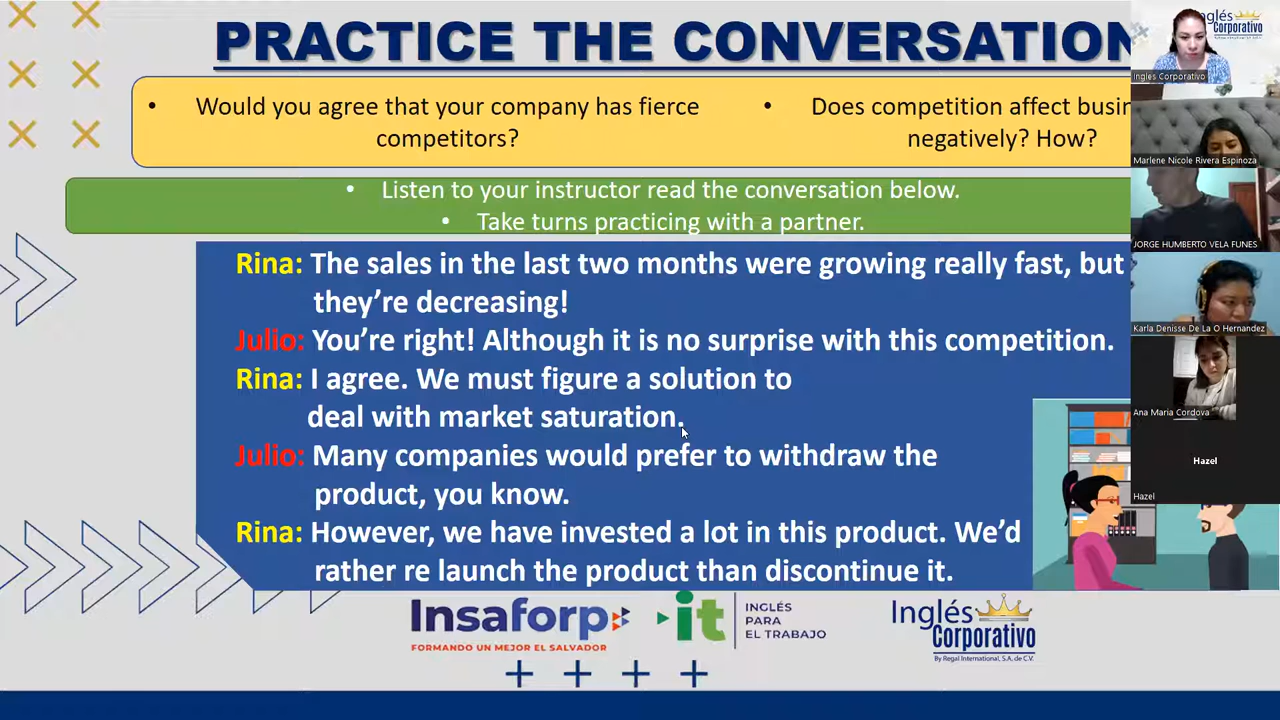 PRACTICE THE CONVERSATION
• Would you agree that your company has fierce
competitors?
• Does competition affect busin
negatively? How?
• Listen to your instructor read the conversation below.
• Take turns practicing with a partner.
Rina: The sales in the last two months were growing really fast, but
they're decreasing!
Julio: You're right! Although it is no surprise with this competition.
Rina: I agree. We must figure a solution to
deal with market saturation.
Julio: Many companies would prefer to withdraw the
product, you know.
Rina: However, we have invested a lot in this product. We'd
rather re launch the product than discontinue it.
Insaforp
FORMANDO UN MEJOR EL SALVADOR
it
INGLÉS
PARA
EL TRABAJO
Inglés
Corporativo
By Regal International, S.A. de C.V.
Inglés
Corporativo
Ingles Corporativo
Marlene Nicole Rivera Espinoza
JORGE HUMBERTO VELA FUNES
Karla Denisse De La O Hernandez
Ana Maria Cordova
Hazel
Hazel